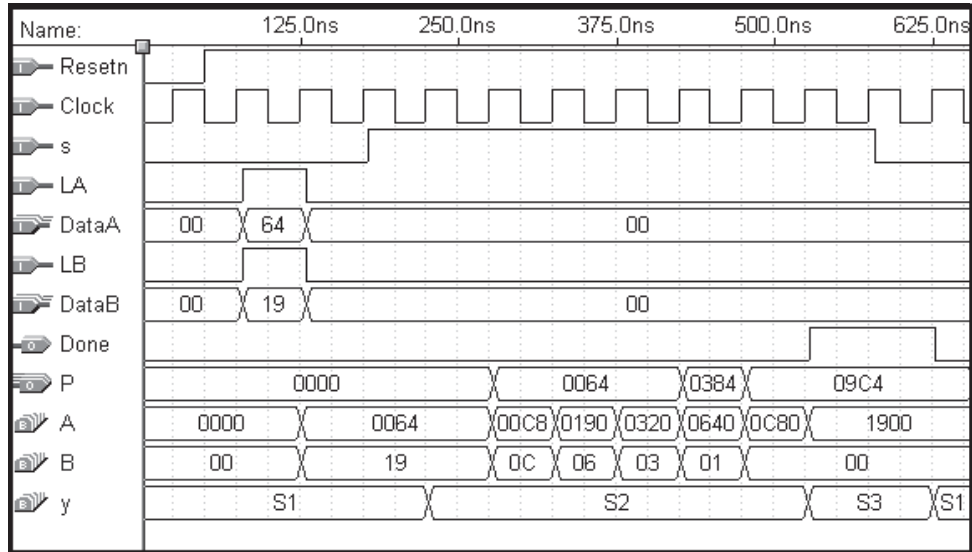 Name: 125.0ns 250.0ns 375.0ns 500.0ns 625.0ns
Resetn
Clock
s
LA
DataA 00 64 00
LB
DataB 00 19 00
Done
P 0000 0064 0384 09C4
A 0000 0064 00C8 0190 0320 0640 0C80 1900
B 00 19 0C 06 03 01 00
y S1 S2 S3 S1